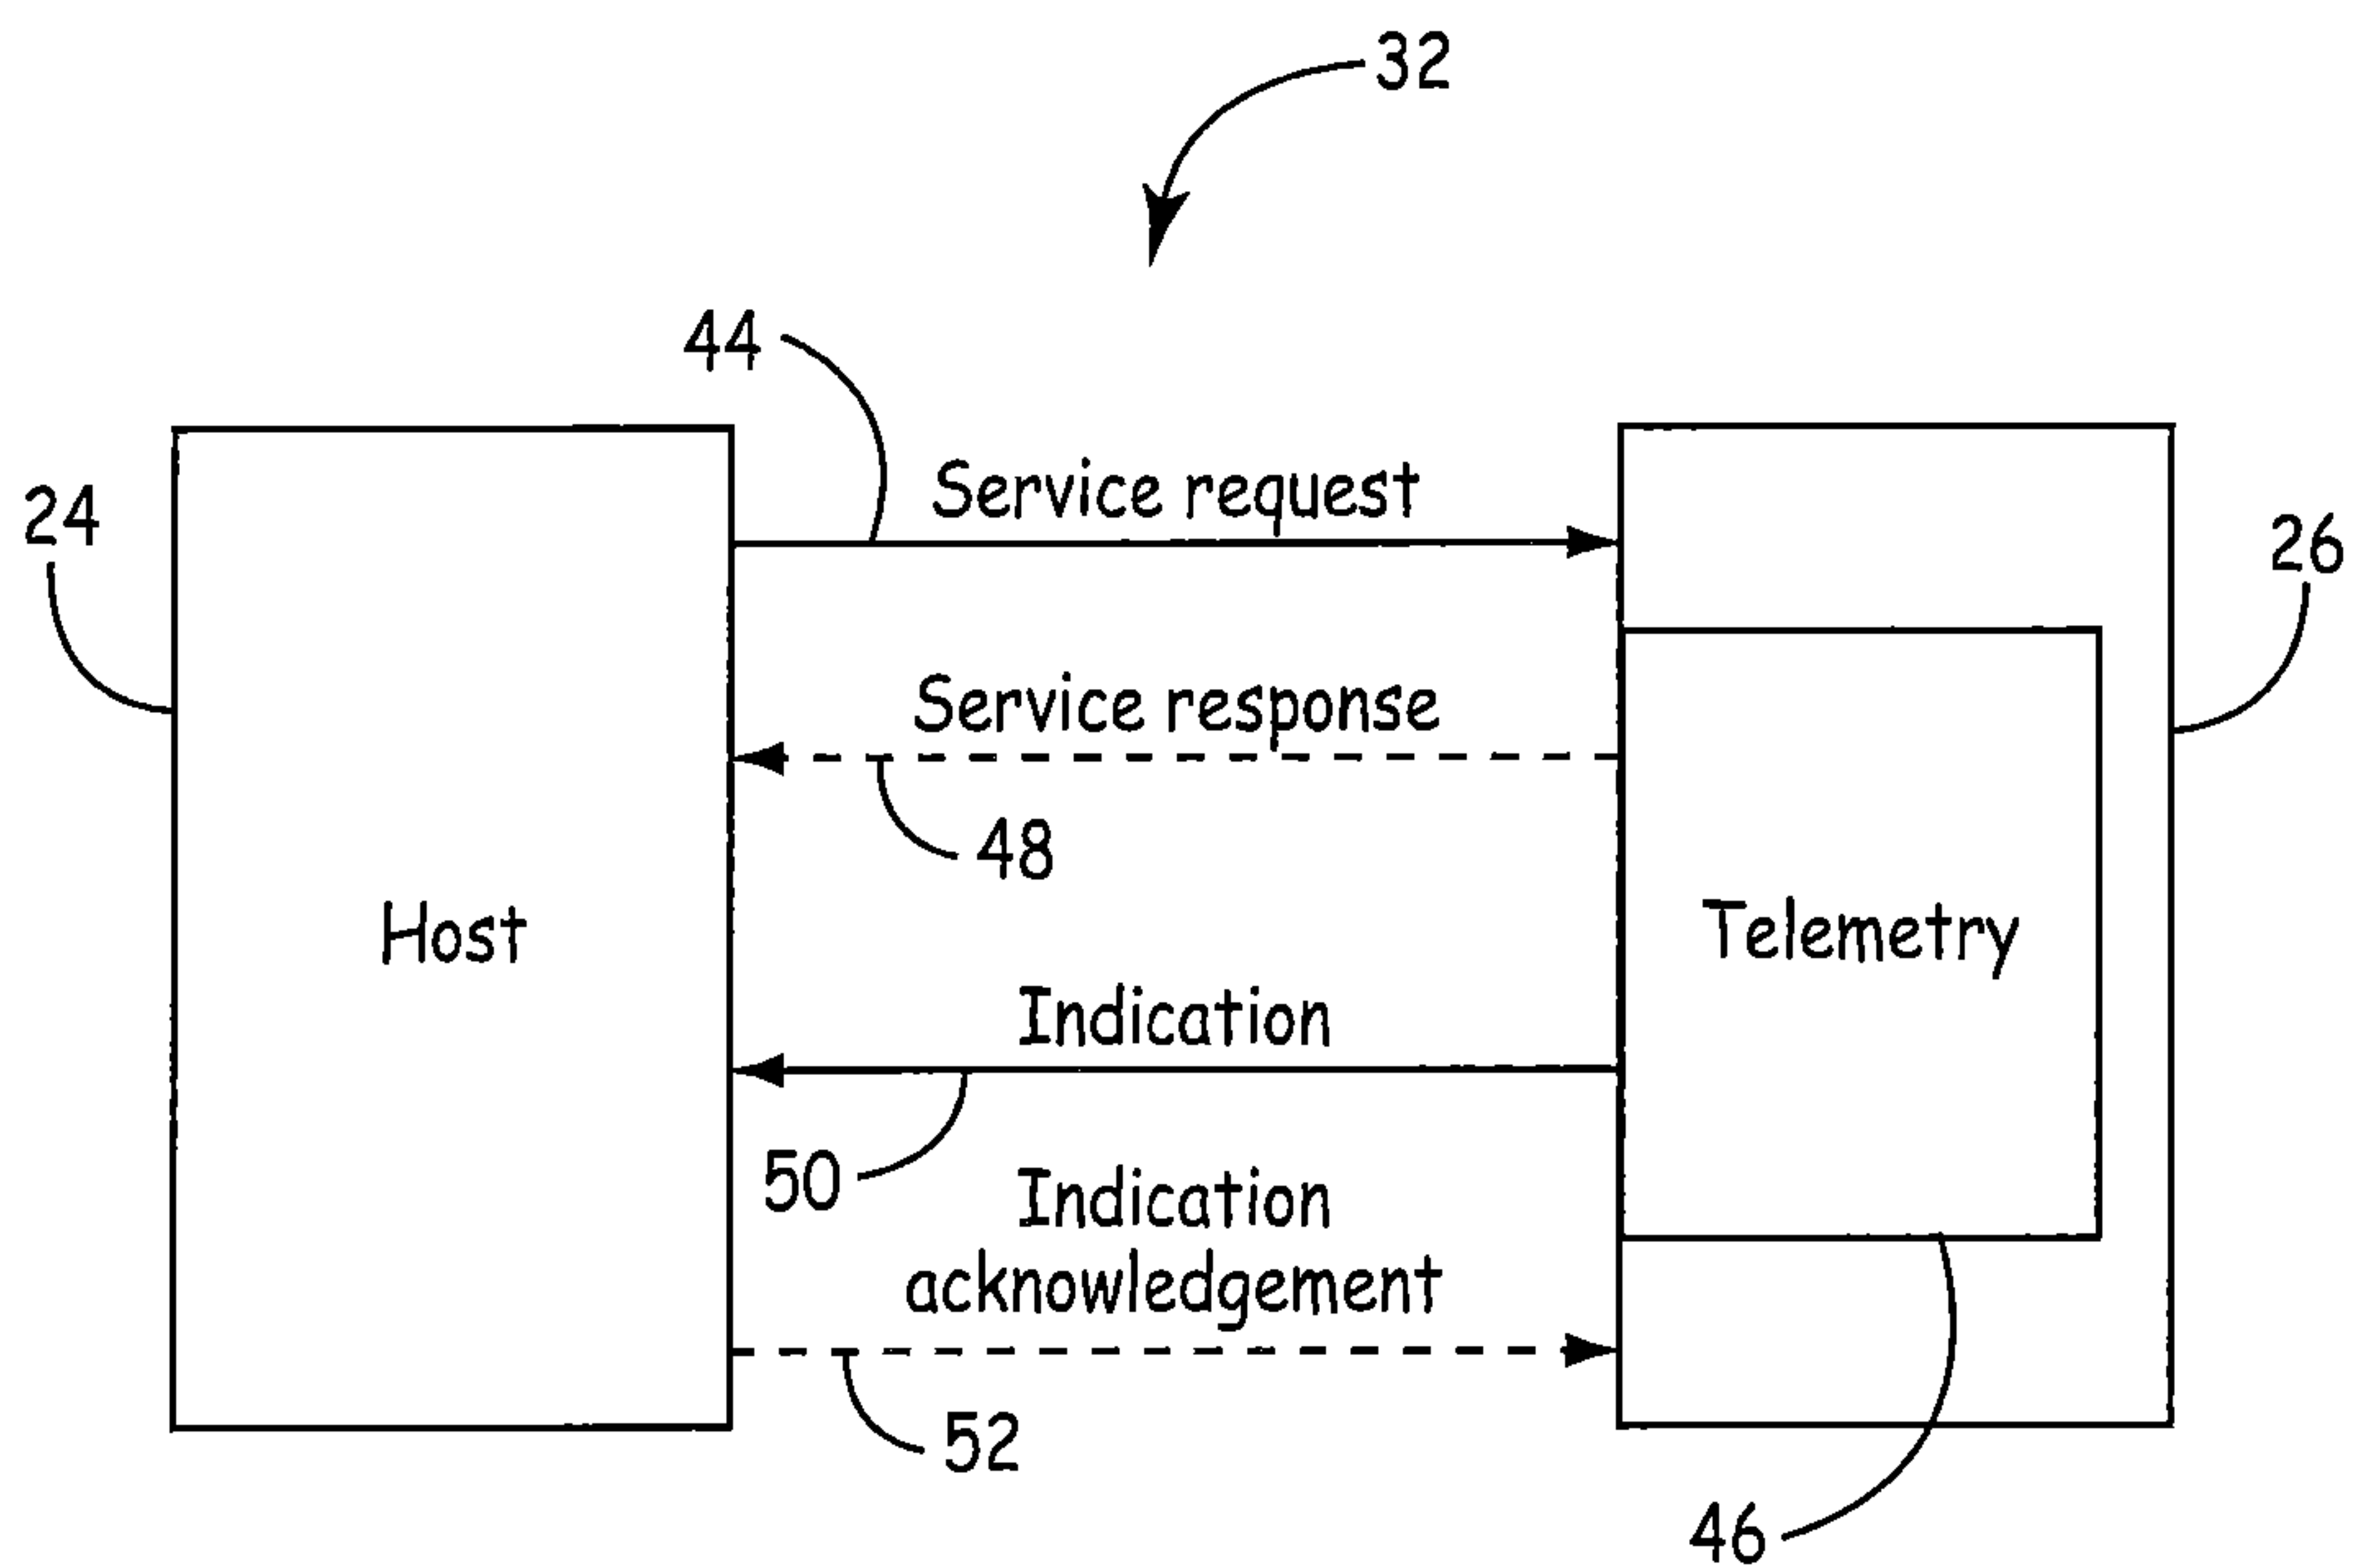 32
44
Service request
24
26
Service response
48
Host
Telemetry
Indication
50
Indication
acknowledgement
52
46